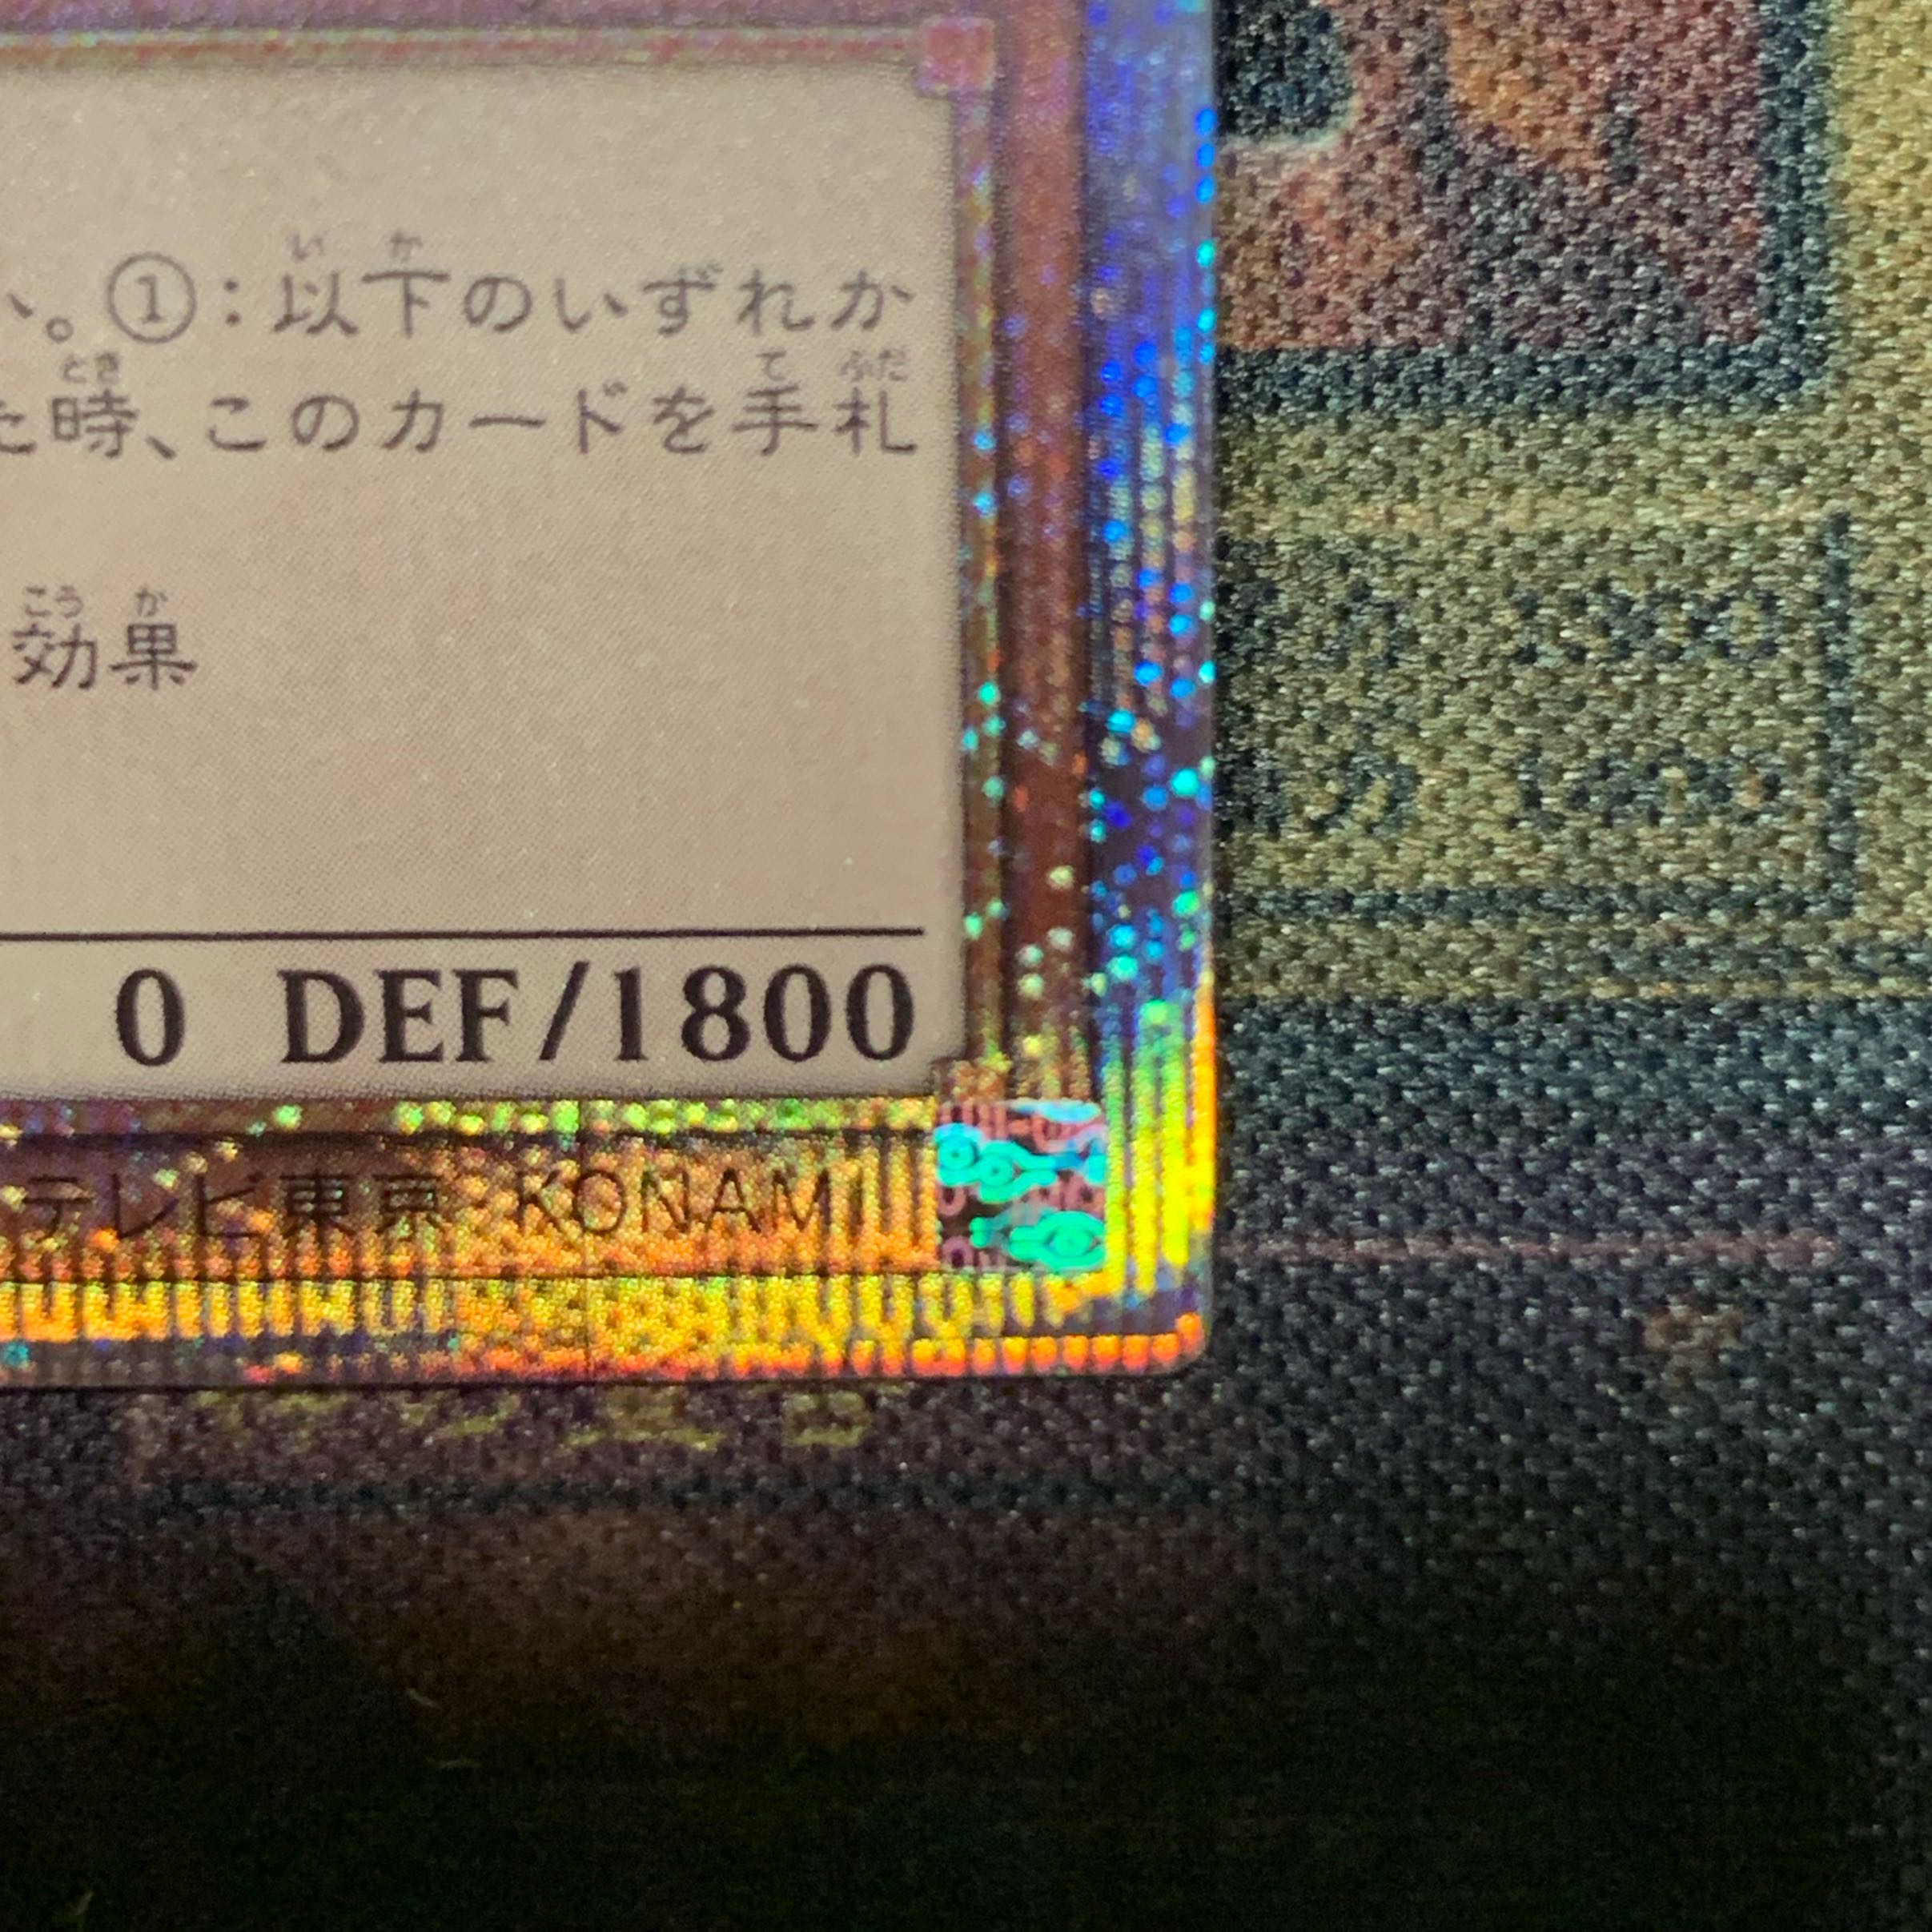 。①：以下のいずれか
た時、このカードを手札
効果
0 DEF/1800
テレビ東京 KONAMI